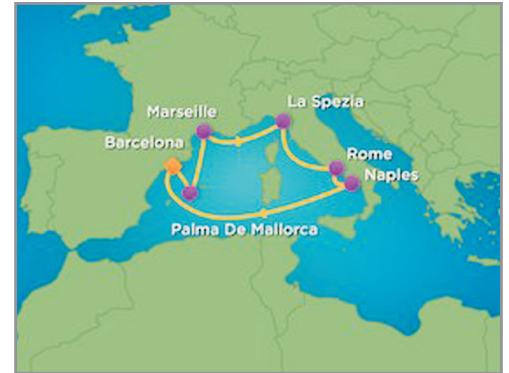 La Spezia
Marseille
Barcelona
Rome
Naples
Palma De Mallorca